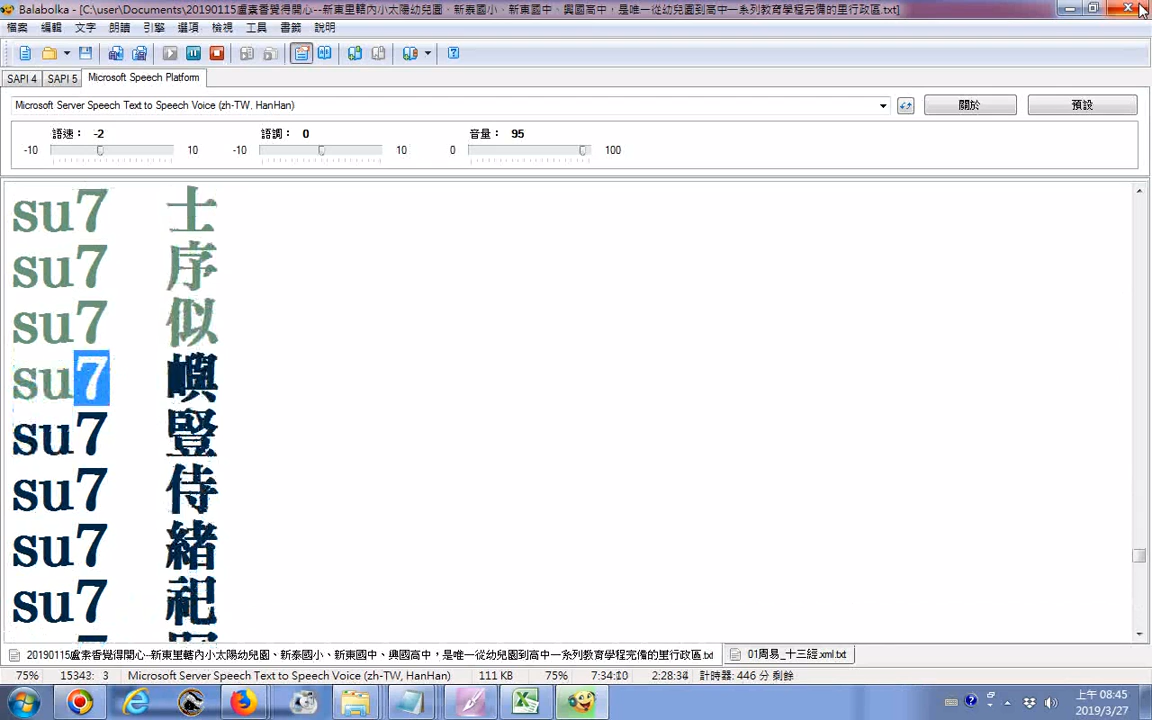 Balabolka - [C:\user\Documents\20190115盧素香覺得開心--新東里轄內小太陽幼兒園、新泰國小、新東國中、興國高中，是唯一從幼兒園到高中一系列教育學程完備的里行政區.txt]
檔案 編輯 文字 朗讀 引擎 選項 檢視 工具 書籤 說明
SAPI 4 SAPI 5 Microsoft Speech Platform
Microsoft Server Speech Text to Speech Voice (zh-TW, HanHan) 關於 預設
語速： -2 語調： 0 音量： 95
-10 10 -10 10 0 100
su7 士
su7 序
su7 似
su7 嶼
su7 豎
su7 侍
su7 緒
su7 祀
20190115盧素香覺得開心--新東里轄內小太陽幼兒園、新泰國小、新東國中、興國高中，是唯一從幼兒園到高中一系列教育學程完備的里行政區.txt 01周易_十三經.xml.txt
75% 15343: 3 Microsoft Server Speech Text to Speech Voice (zh-TW, HanHan) 111 KB 75% 7:34:10 2:28:34 計時器: 446 分 剩餘
上午 08:45
2019/3/27